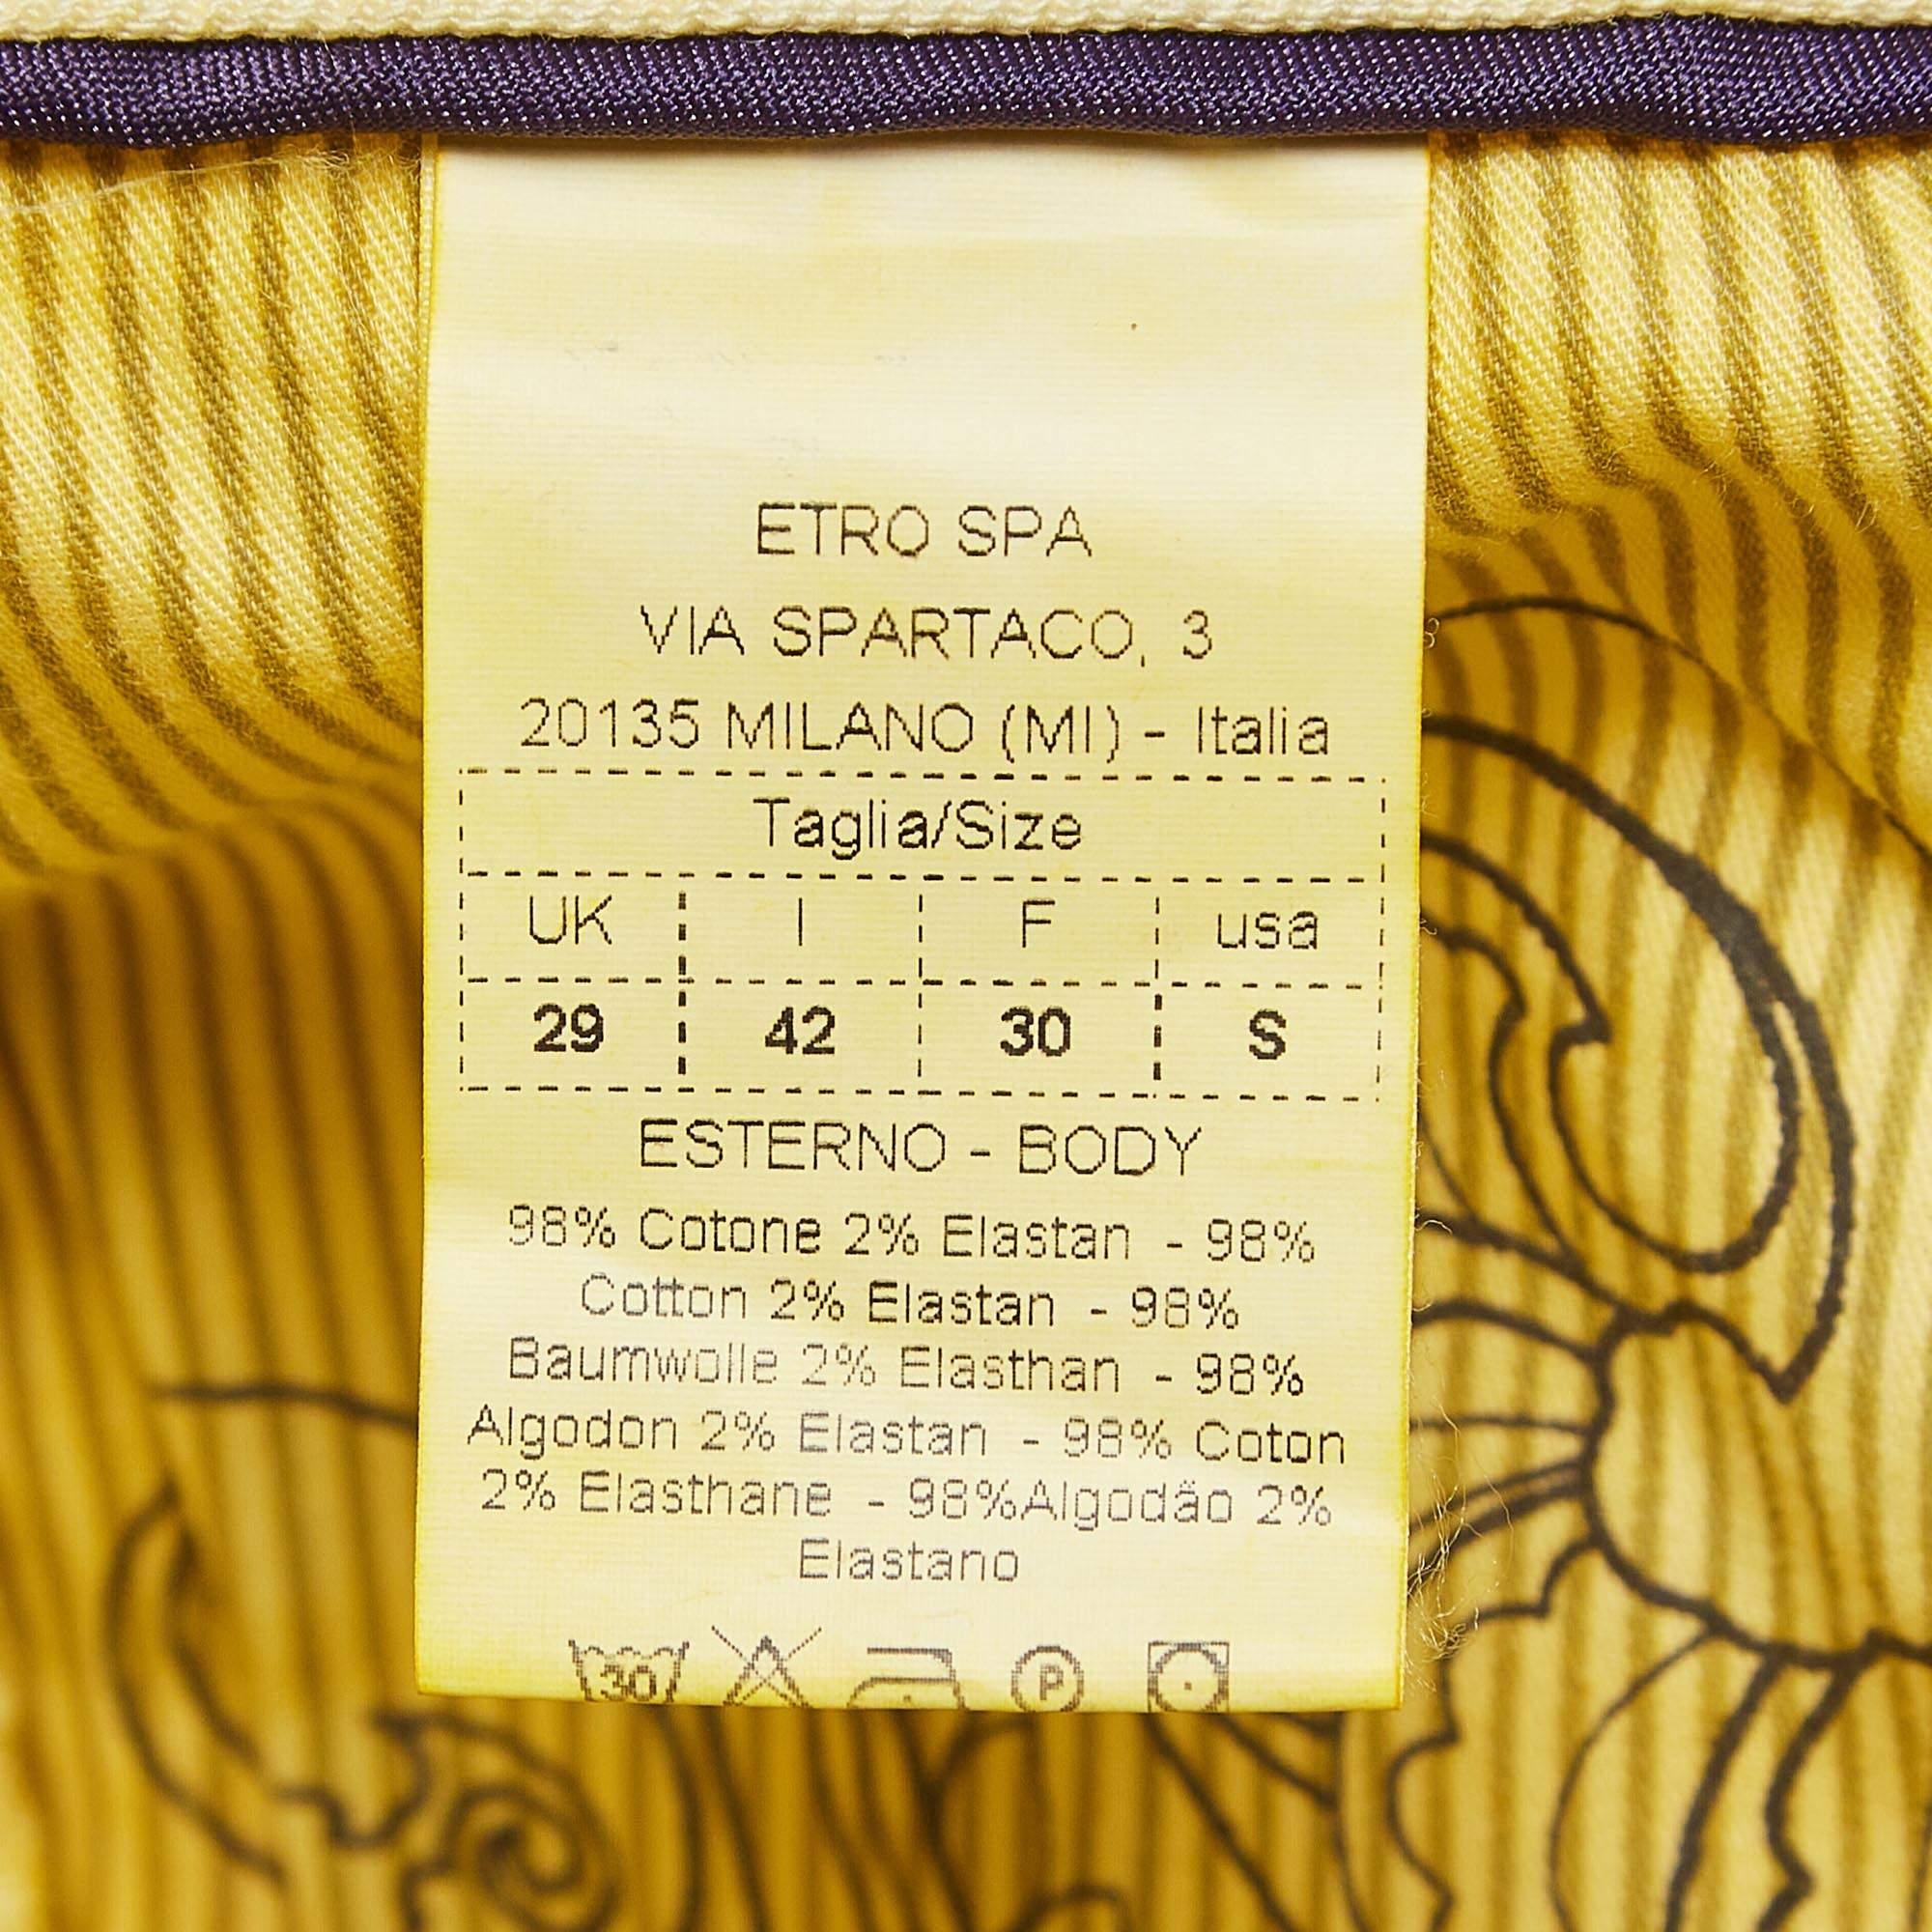 ETRO SPA
VIA SPARTACO, 3
20135 MILANO (MI) - Italia
Taglia/Size
UK I F usa
29 42 30 S
ESTERNO - BODY
98% Cotone 2% Elastan - 98%
Cotton 2% Elastan - 98%
Baumwolle 2% Elasthan - 98%
Algodon 2% Elastan - 98% Coton
2% Elasthane - 98%Algodão 2%
Elastano
30 P